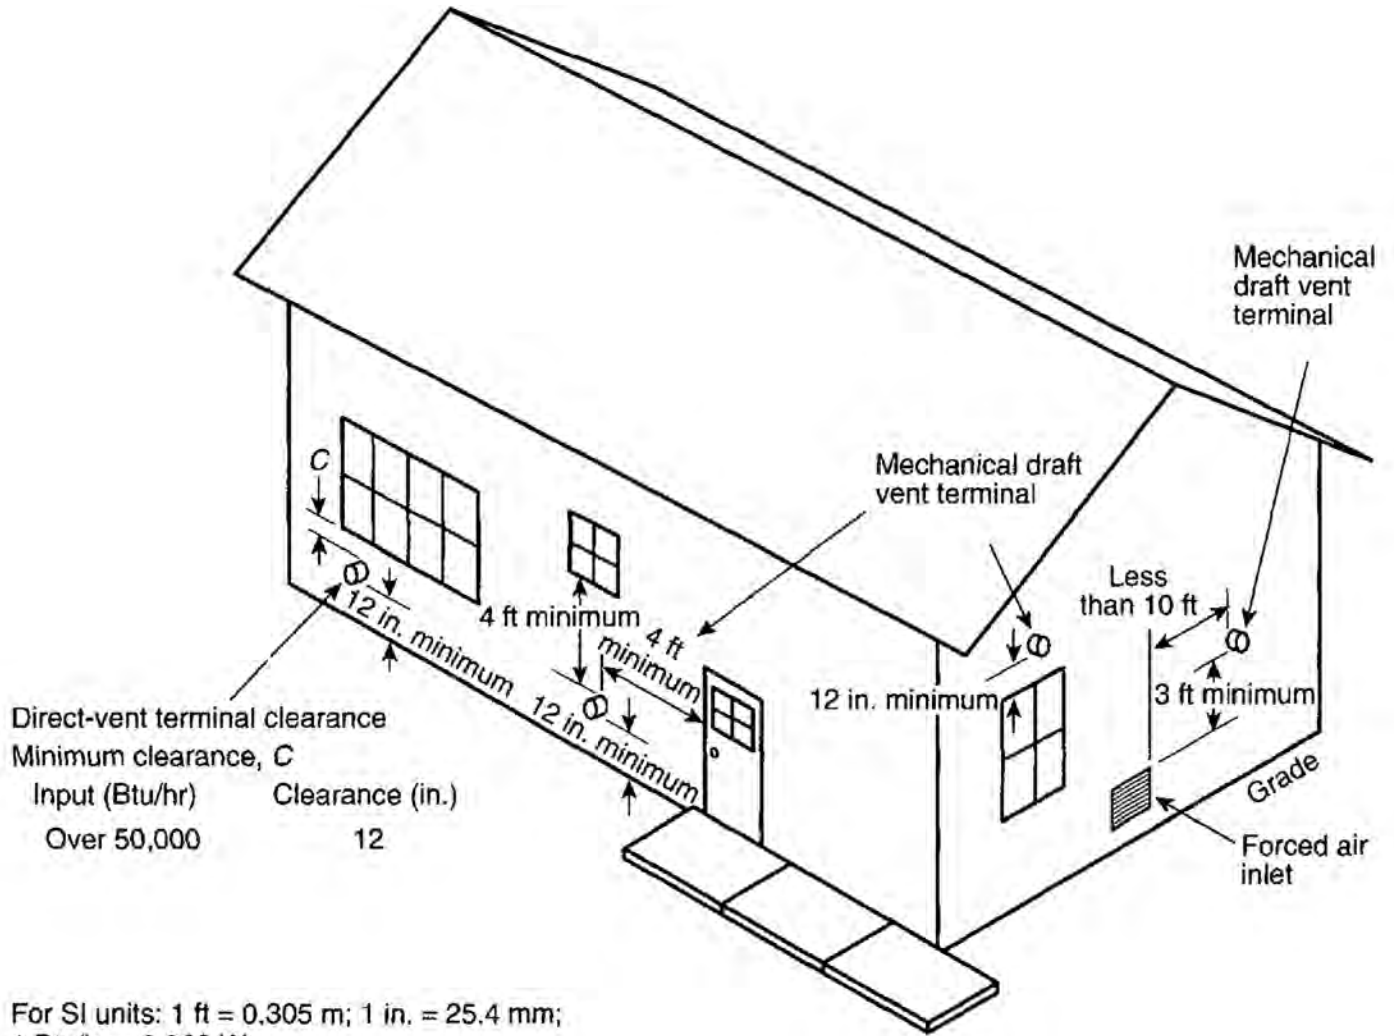 Mechanical
draft vent
terminal
Mechanical draft
vent terminal
C
Less
than 10 ft
4 ft minimum
4 ft
minimum
12 in. minimum
12 in. minimum
12 in. minimum
3 ft minimum
Direct-vent terminal clearance
Minimum clearance, C
Input (Btu/hr) Clearance (in.)
Over 50,000 12
Grade
Forced air
inlet
For SI units: 1 ft = 0.305 m; 1 in. = 25.4 mm;